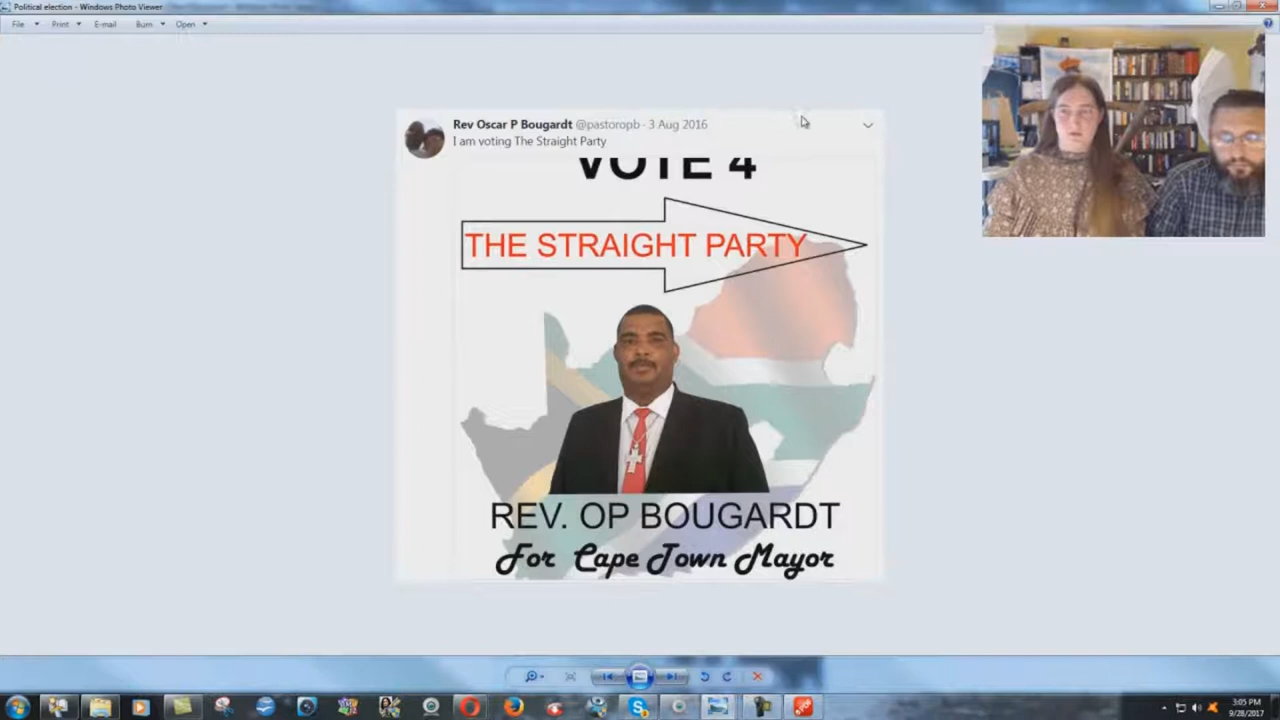 Political election - Windows Photo Viewer
File Print E-mail Burn Open
Rev Oscar P Bougardt @pastoropb - 3 Aug 2016
I am voting The Straight Party
VOTE 4
THE STRAIGHT PARTY
REV. OP BOUGARDT
For Cape Town Mayor
3:05 PM
9/28/2017